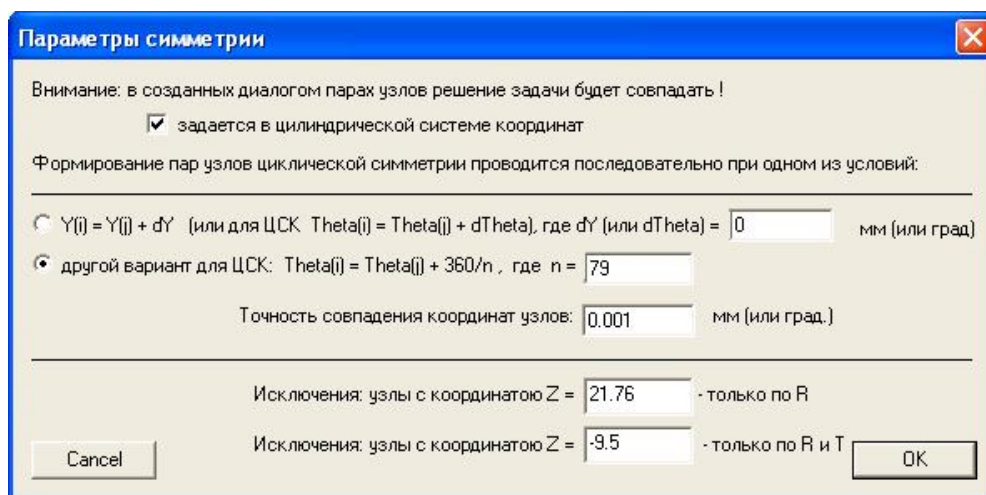 Параметры симметрии
Внимание: в созданных диалогом парах узлов решение задачи будет совпадать !
задается в цилиндрической системе координат
Формирование пар узлов циклической симметрии проводится последовательно при одном из условий:
Y(i) = Y(j) + dY (или для ЦСК Theta(i) = Theta(j) + dTheta), где dY (или dTheta) = 0 мм (или град)
другой вариант для ЦСК: Theta(i) = Theta(j) + 360/n , где n = 79
Точность совпадения координат узлов: 0.001 мм (или град.)
Исключения: узлы с координатою Z = 21.76 - только по R
Исключения: узлы с координатою Z = -9.5 - только по R и T
Cancel OK